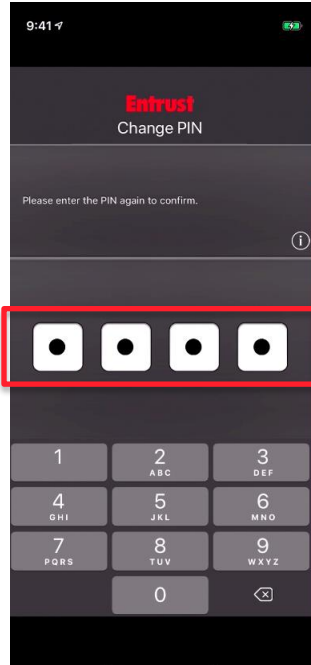 9:41
Entrust
Change PIN
Please enter the PIN again to confirm.
i
1 2 3
ABC DEF
4 5 6
GHI JKL MNO
7 8 9
PQRS TUV WXYZ
0